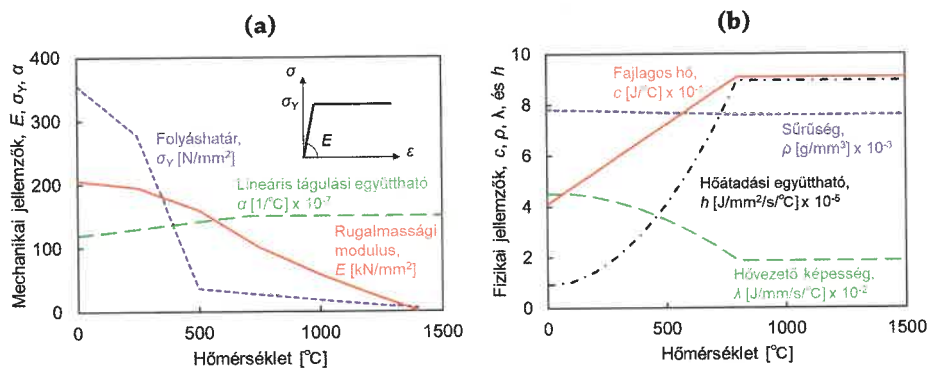 (a)
Mechanikai jellemzők, E, σY, α
400
300
200
100
0
0
500
1000
1500
Hőmérséklet [°C]
Folyáshatár,
σY [N/mm²]
σ
σY
E
ε
Lineáris tágulási együttható
α [1/°C] x 10⁻⁷
Rugalmassági
modulus,
E [kN/mm²]
(b)
Fizikai jellemzők, c, ρ, λ, és h
10
8
6
4
2
0
0
500
1000
1500
Hőmérséklet [°C]
Fajlagos hő,
c [J/°C] x 10⁻
Sűrűség,
ρ [g/mm³] x 10⁻³
Hőátadási együttható,
h [J/mm²/s/°C] x 10⁻⁵
Hővezető képesség,
λ [J/mm/s/°C] x 10⁻²